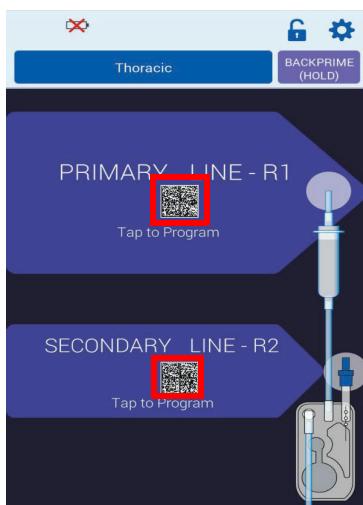 Thoracic
BACKPRIME
(HOLD)
PRIMARY LINE - R1
Tap to Program
SECONDARY LINE - R2
Tap to Program